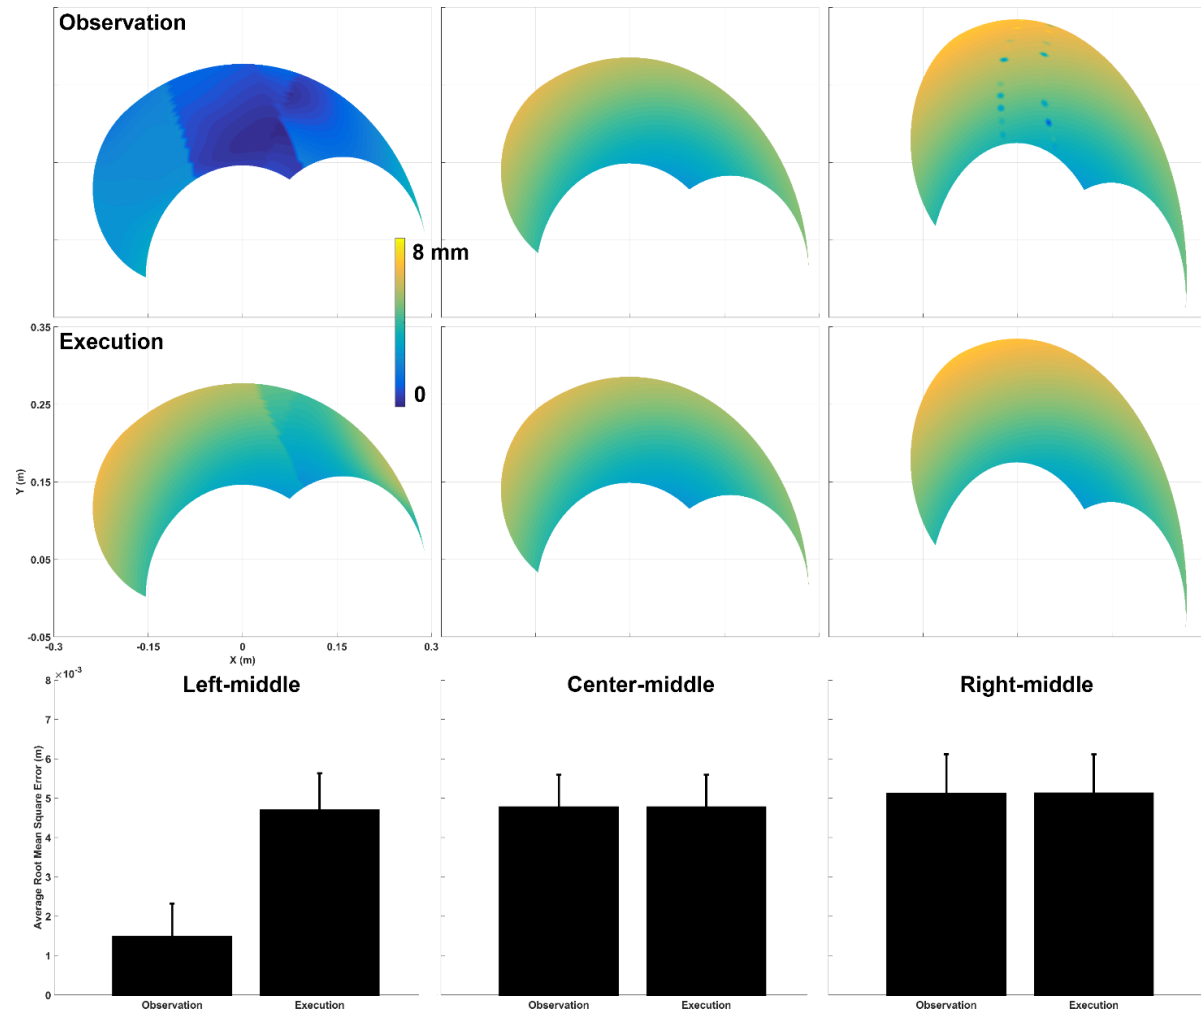 Observation
8 mm
0
Execution
0.35
0.25
0.15
0.05
-0.05
Y (m)
-0.3
-0.15
0
0.15
0.3
X (m)
×10⁻³
Left-middle
Center-middle
Right-middle
8
7
6
5
4
3
2
1
0
Average Root Mean Square Error (m)
Observation
Execution
Observation
Execution
Observation
Execution